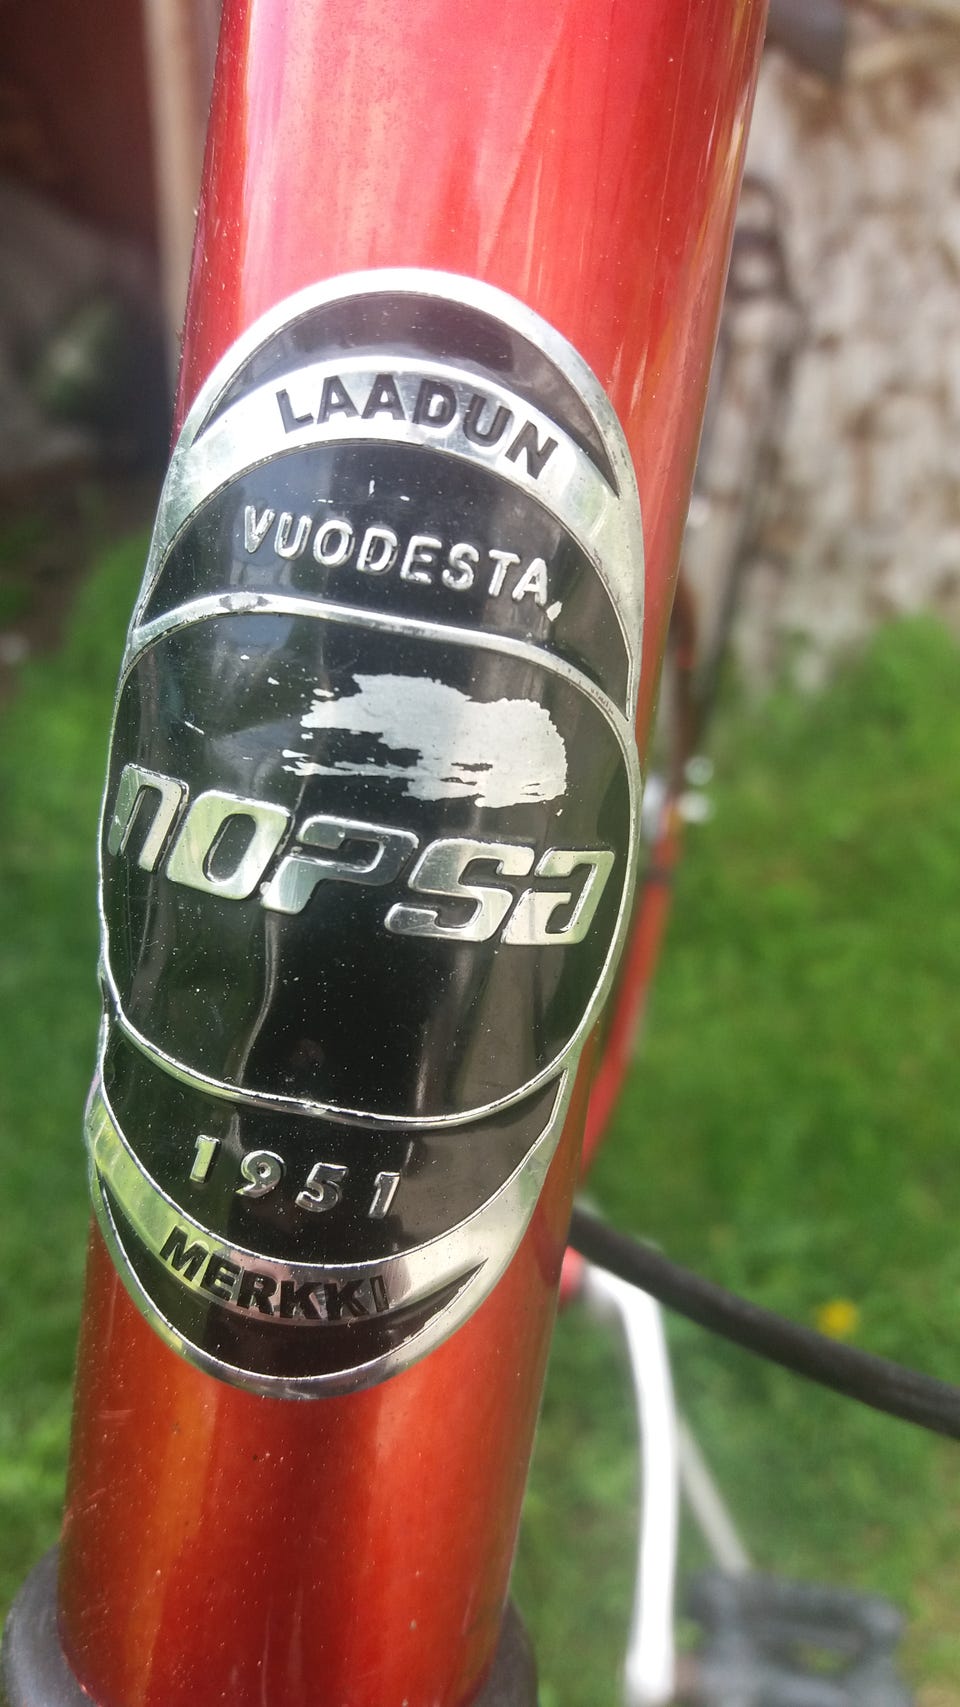 LAADUN
VUODESTA,
nopsa
1951
MERKKI